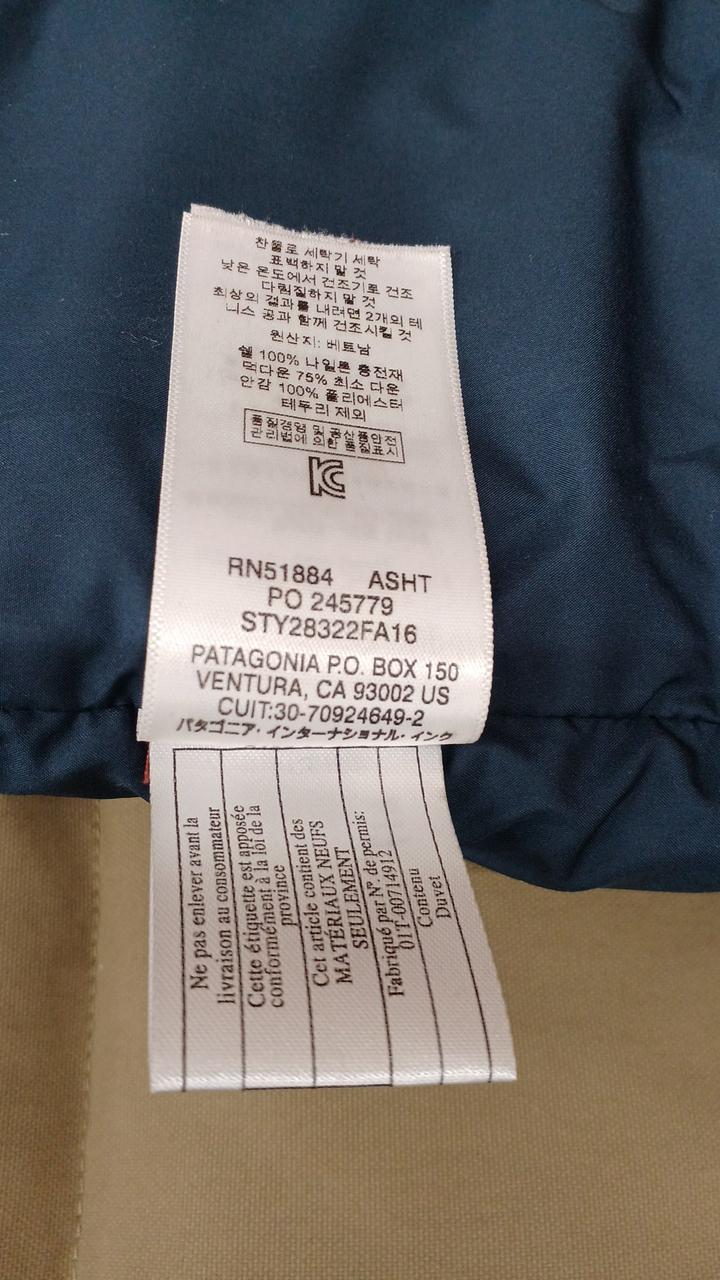 찬물로 세탁기 세탁
표백하지 말 것
낮은 온도에서 건조기로 건조
다림질하지 말 것
최상의 결과를 내려면 2개의 테
니스 공과 함께 건조시킬 것
원산지: 베트남
쉘 100% 나일론 충전재
덕다운 75% 최소 다운
안감 100% 폴리에스터
테두리 제외
품질경영 및 공산품안전
관리법에 의한 품질표시
KC
RN51884 ASHT
PO 245779
STY28322FA16
PATAGONIA P.O. BOX 150
VENTURA, CA 93002 US
CUIT:30-70924649-2
パタゴニア・インターナショナル・インク
Ne pas enlever avant la
livraison au consommateur
Cette étiquette est apposée
conformément à la loi de la
province
Cet article contient des
MATÉRIAUX NEUFS
SEULEMENT
Fabriqué par N°. de permis:
01T-00714912
Contenu
Duvet